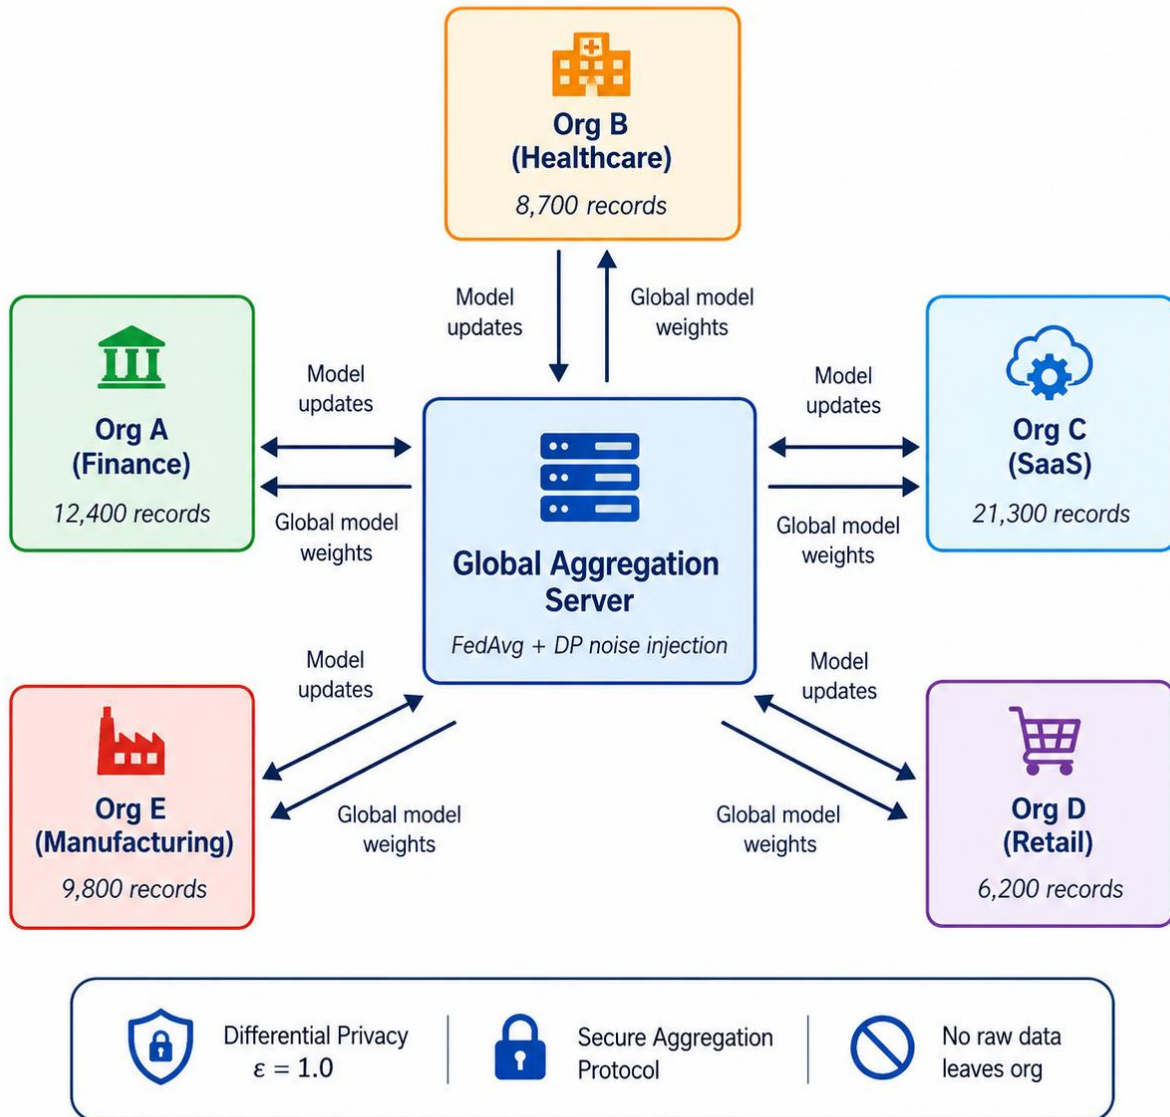 Org B
(Healthcare)
8,700 records
Model
updates
Global model
weights
Org A
(Finance)
12,400 records
Model
updates
Global model
weights
Global Aggregation
Server
FedAvg + DP noise injection
Model
updates
Global model
weights
Org C
(SaaS)
21,300 records
Org E
(Manufacturing)
9,800 records
Model
updates
Global model
weights
Model
updates
Global model
weights
Org D
(Retail)
6,200 records
Differential Privacy
ε = 1.0
Secure Aggregation
Protocol
No raw data
leaves org